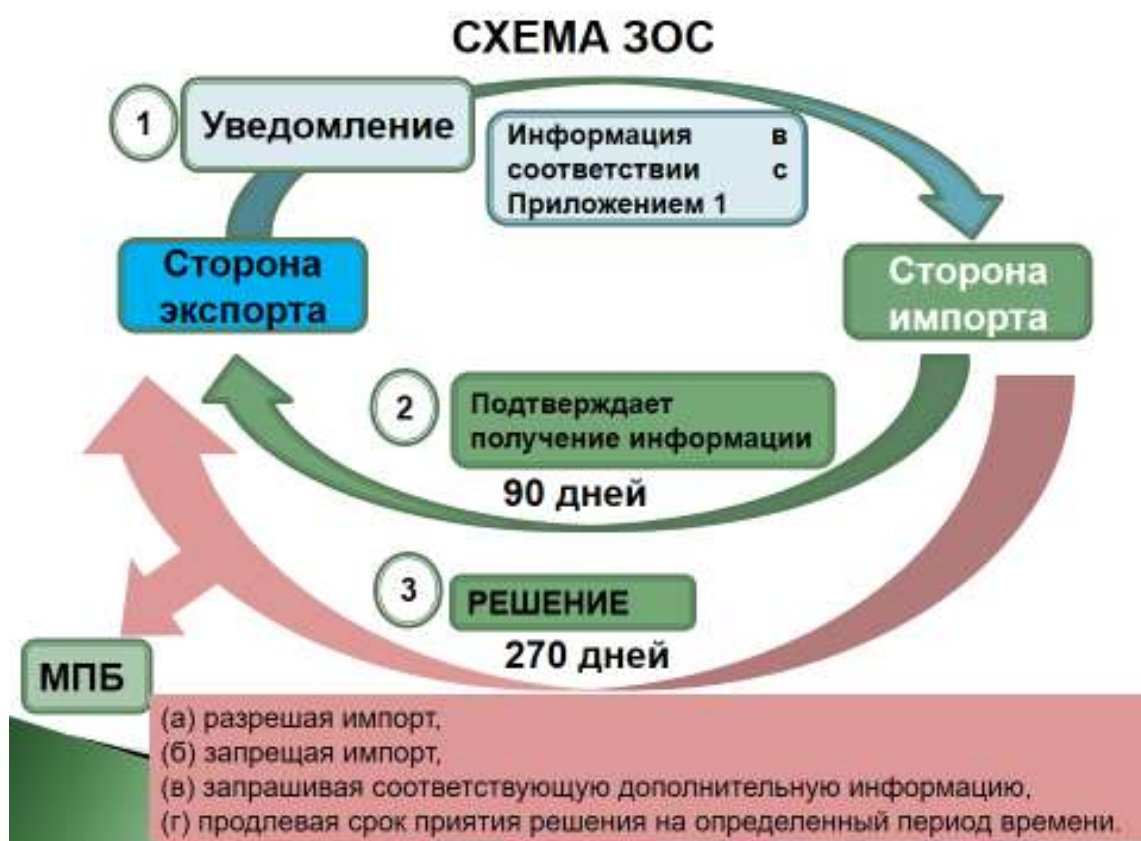 СХЕМА ЗОС
1
Уведомление
Информация в
соответствии с
Приложением 1
Сторона
экспорта
Сторона
импорта
2
Подтверждает
получение информации
90 дней
3
РЕШЕНИЕ
270 дней
МПБ
(а) разрешая импорт,
(б) запрещая импорт,
(в) запрашивая соответствующую дополнительную информацию,
(г) продлевая срок приятия решения на определенный период времени.